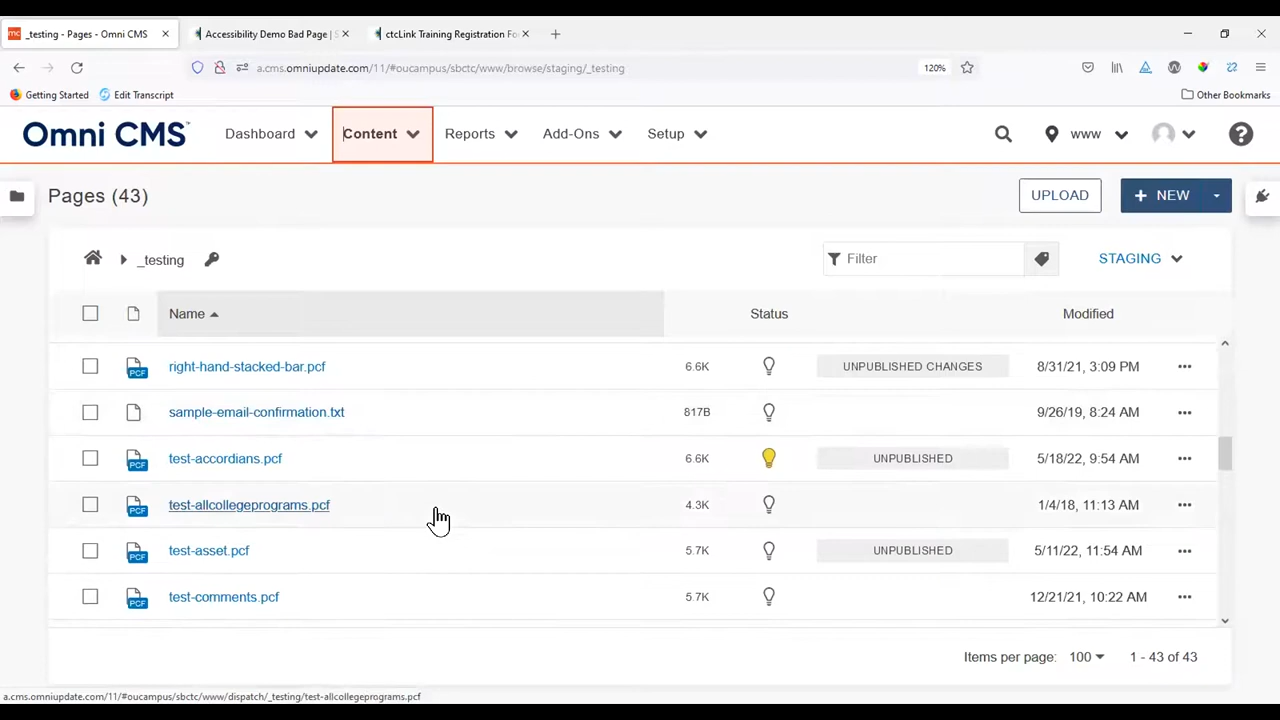 _testing - Pages - Omni CMS
Accessibility Demo Bad Page | S
ctcLink Training Registration Fo
a.cms.omniupdate.com/11/#oucampus/sbctc/www/browse/staging/_testing
120%
Getting Started
Edit Transcript
Other Bookmarks
Omni CMS
Dashboard
Content
Reports
Add-Ons
Setup
www
Pages (43)
UPLOAD
+ NEW
_testing
Filter
STAGING
Name
Status
Modified
right-hand-stacked-bar.pcf 6.6K UNPUBLISHED CHANGES 8/31/21, 3:09 PM
sample-email-confirmation.txt 817B 9/26/19, 8:24 AM
PCF test-accordians.pcf 6.6K UNPUBLISHED 5/18/22, 9:54 AM
PCF test-allcollegeprograms.pcf 4.3K 1/4/18, 11:13 AM
PCF test-asset.pcf 5.7K UNPUBLISHED 5/11/22, 11:54 AM
PCF test-comments.pcf 5.7K 12/21/21, 10:22 AM
Items per page: 100 1 - 43 of 43
a.cms.omniupdate.com/11/#oucampus/sbctc/www/dispatch/_testing/test-allcollegeprograms.pcf